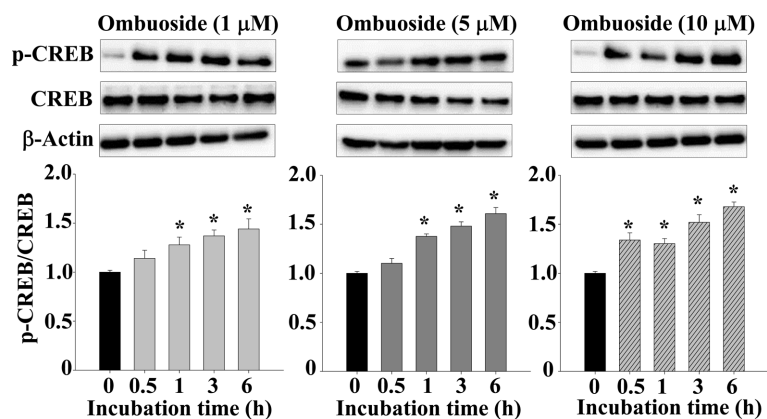 Ombuoside (1 μM) Ombuoside (5 μM) Ombuoside (10 μM)
p-CREB
CREB
β-Actin
p-CREB/CREB
2.0 2.0 2.0
* * * * * * * * * *
1.5 1.5 1.5
1.0 1.0 1.0
0.5 0.5 0.5
0 0 0
0 0.5 1 3 6 0 0.5 1 3 6 0 0.5 1 3 6
Incubation time (h) Incubation time (h) Incubation time (h)